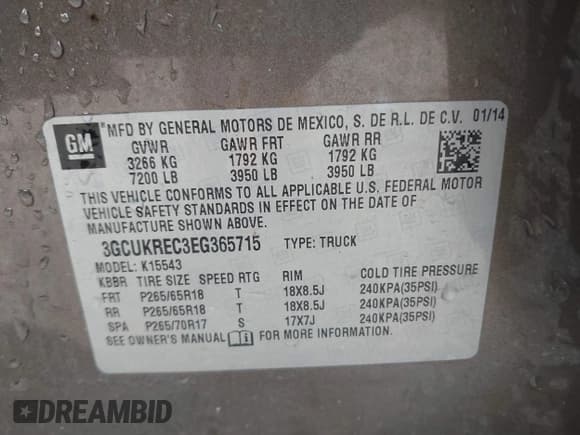 GM
"MFD BY GENERAL MOTORS DE MEXICO, S. DE R.L. DE C.V. 01/14
GVWR GAWR FRT GAWR RR
3266 KG 1792 KG 1792 KG
7200 LB 3950 LB 3950 LB
THIS VEHICLE CONFORMS TO ALL APPLICABLE U.S. FEDERAL MOTOR
VEHICLE SAFETY STANDARDS IN EFFECT ON THE DATE OF
MANUFACTURE SHOWN ABOVE.
3GCUKREC3EG365715 TYPE: TRUCK
MODEL: K15543
KBBR TIRE SIZE SPEED RTG RIM COLD TIRE PRESSURE
FRT P265/65R18 T 18X8.5J 240KPA(35PSI)
RR P265/65R18 T 18X8.5J 240KPA(35PSI)
SPA P265/70R17 S 17X7J 240KPA(35PSI)
SEE OWNER'S MANUAL FOR MORE INFORMATION.
DREAMBID